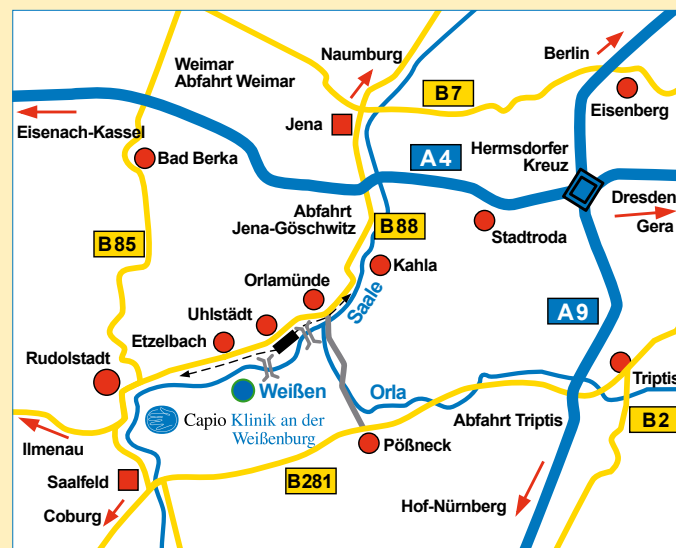 Weimar
Abfahrt Weimar
Naumburg
Berlin
B7
Eisenberg
Eisenach-Kassel
Jena
Bad Berka
A4
Hermsdorfer
Kreuz
Dresden
Gera
Abfahrt
Jena-Göschwitz
B88
Stadtroda
B85
Kahla
Orlamünde
Saale
Uhlstädt
A9
Etzelbach
Rudolstadt
Triptis
Weißen
Orla
Capio Klinik an der
Weißenburg
Abfahrt Triptis
B2
Ilmenau
Pößneck
Saalfeld
B281
Coburg
Hof-Nürnberg